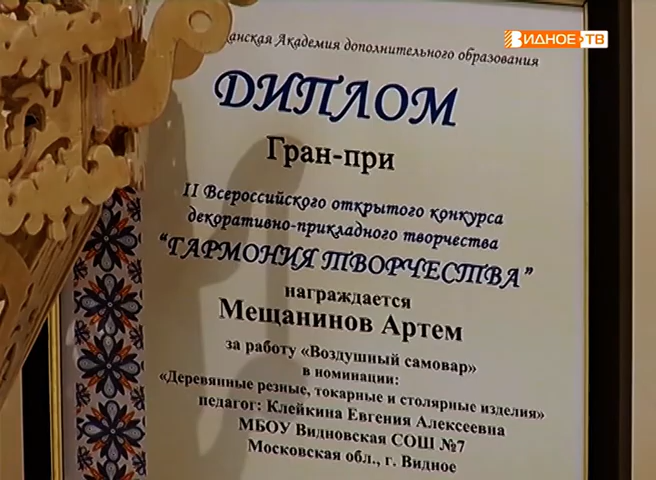 ВИДНОЕ ТВ
Академия дополнительного образования
ДИПЛОМ
Гран-при
II Всероссийского открытого конкурса
декоративно-прикладного творчества
“ГАРМОНИЯ ТВОРЧЕСТВА”
награждается
Мещанинов Артем
за работу «Воздушный самовар»
в номинации:
«Деревянные резные, токарные и столярные изделия»
педагог: Клейкина Евгения Алексеевна
МБОУ Видновская СОШ №7
Московская обл., г. Видное